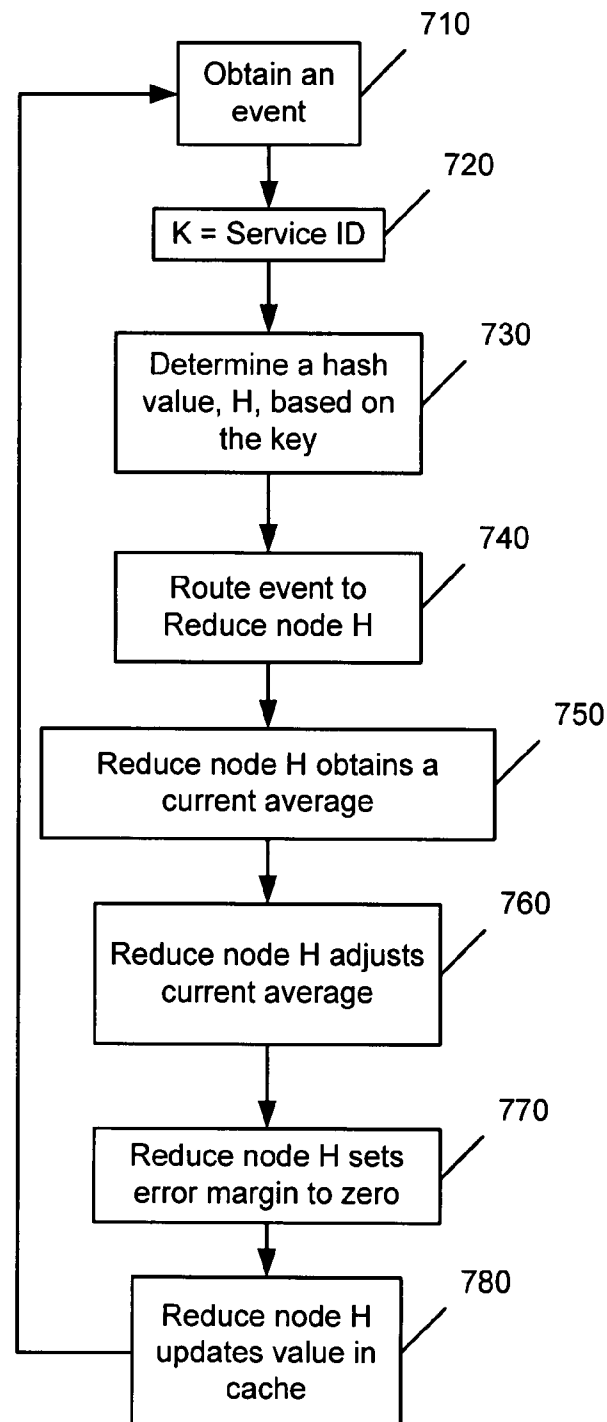 710
Obtain an
event
720
K = Service ID
730
Determine a hash
value, H, based on
the key
740
Route event to
Reduce node H
750
Reduce node H obtains a
current average
760
Reduce node H adjusts
current average
770
Reduce node H sets
error margin to zero
780
Reduce node H
updates value in
cache